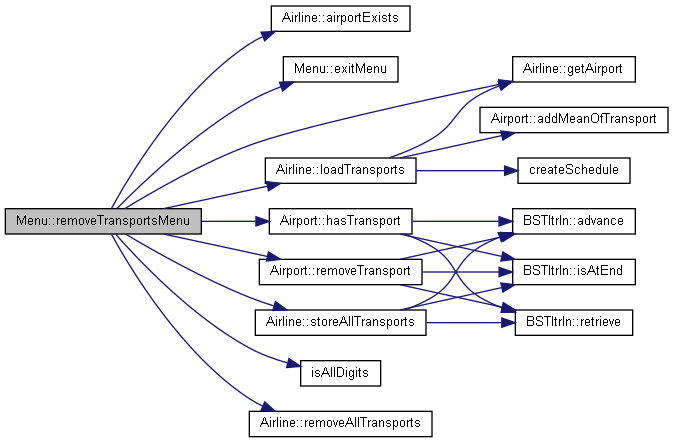 Airline::airportExists
Menu::exitMenu
Airline::getAirport
Airport::addMeanOfTransport
Airline::loadTransports
createSchedule
Menu::removeTransportsMenu
Airport::hasTransport
BSTItrIn::advance
Airport::removeTransport
BSTItrIn::isAtEnd
Airline::storeAllTransports
BSTItrIn::retrieve
isAllDigits
Airline::removeAllTransports